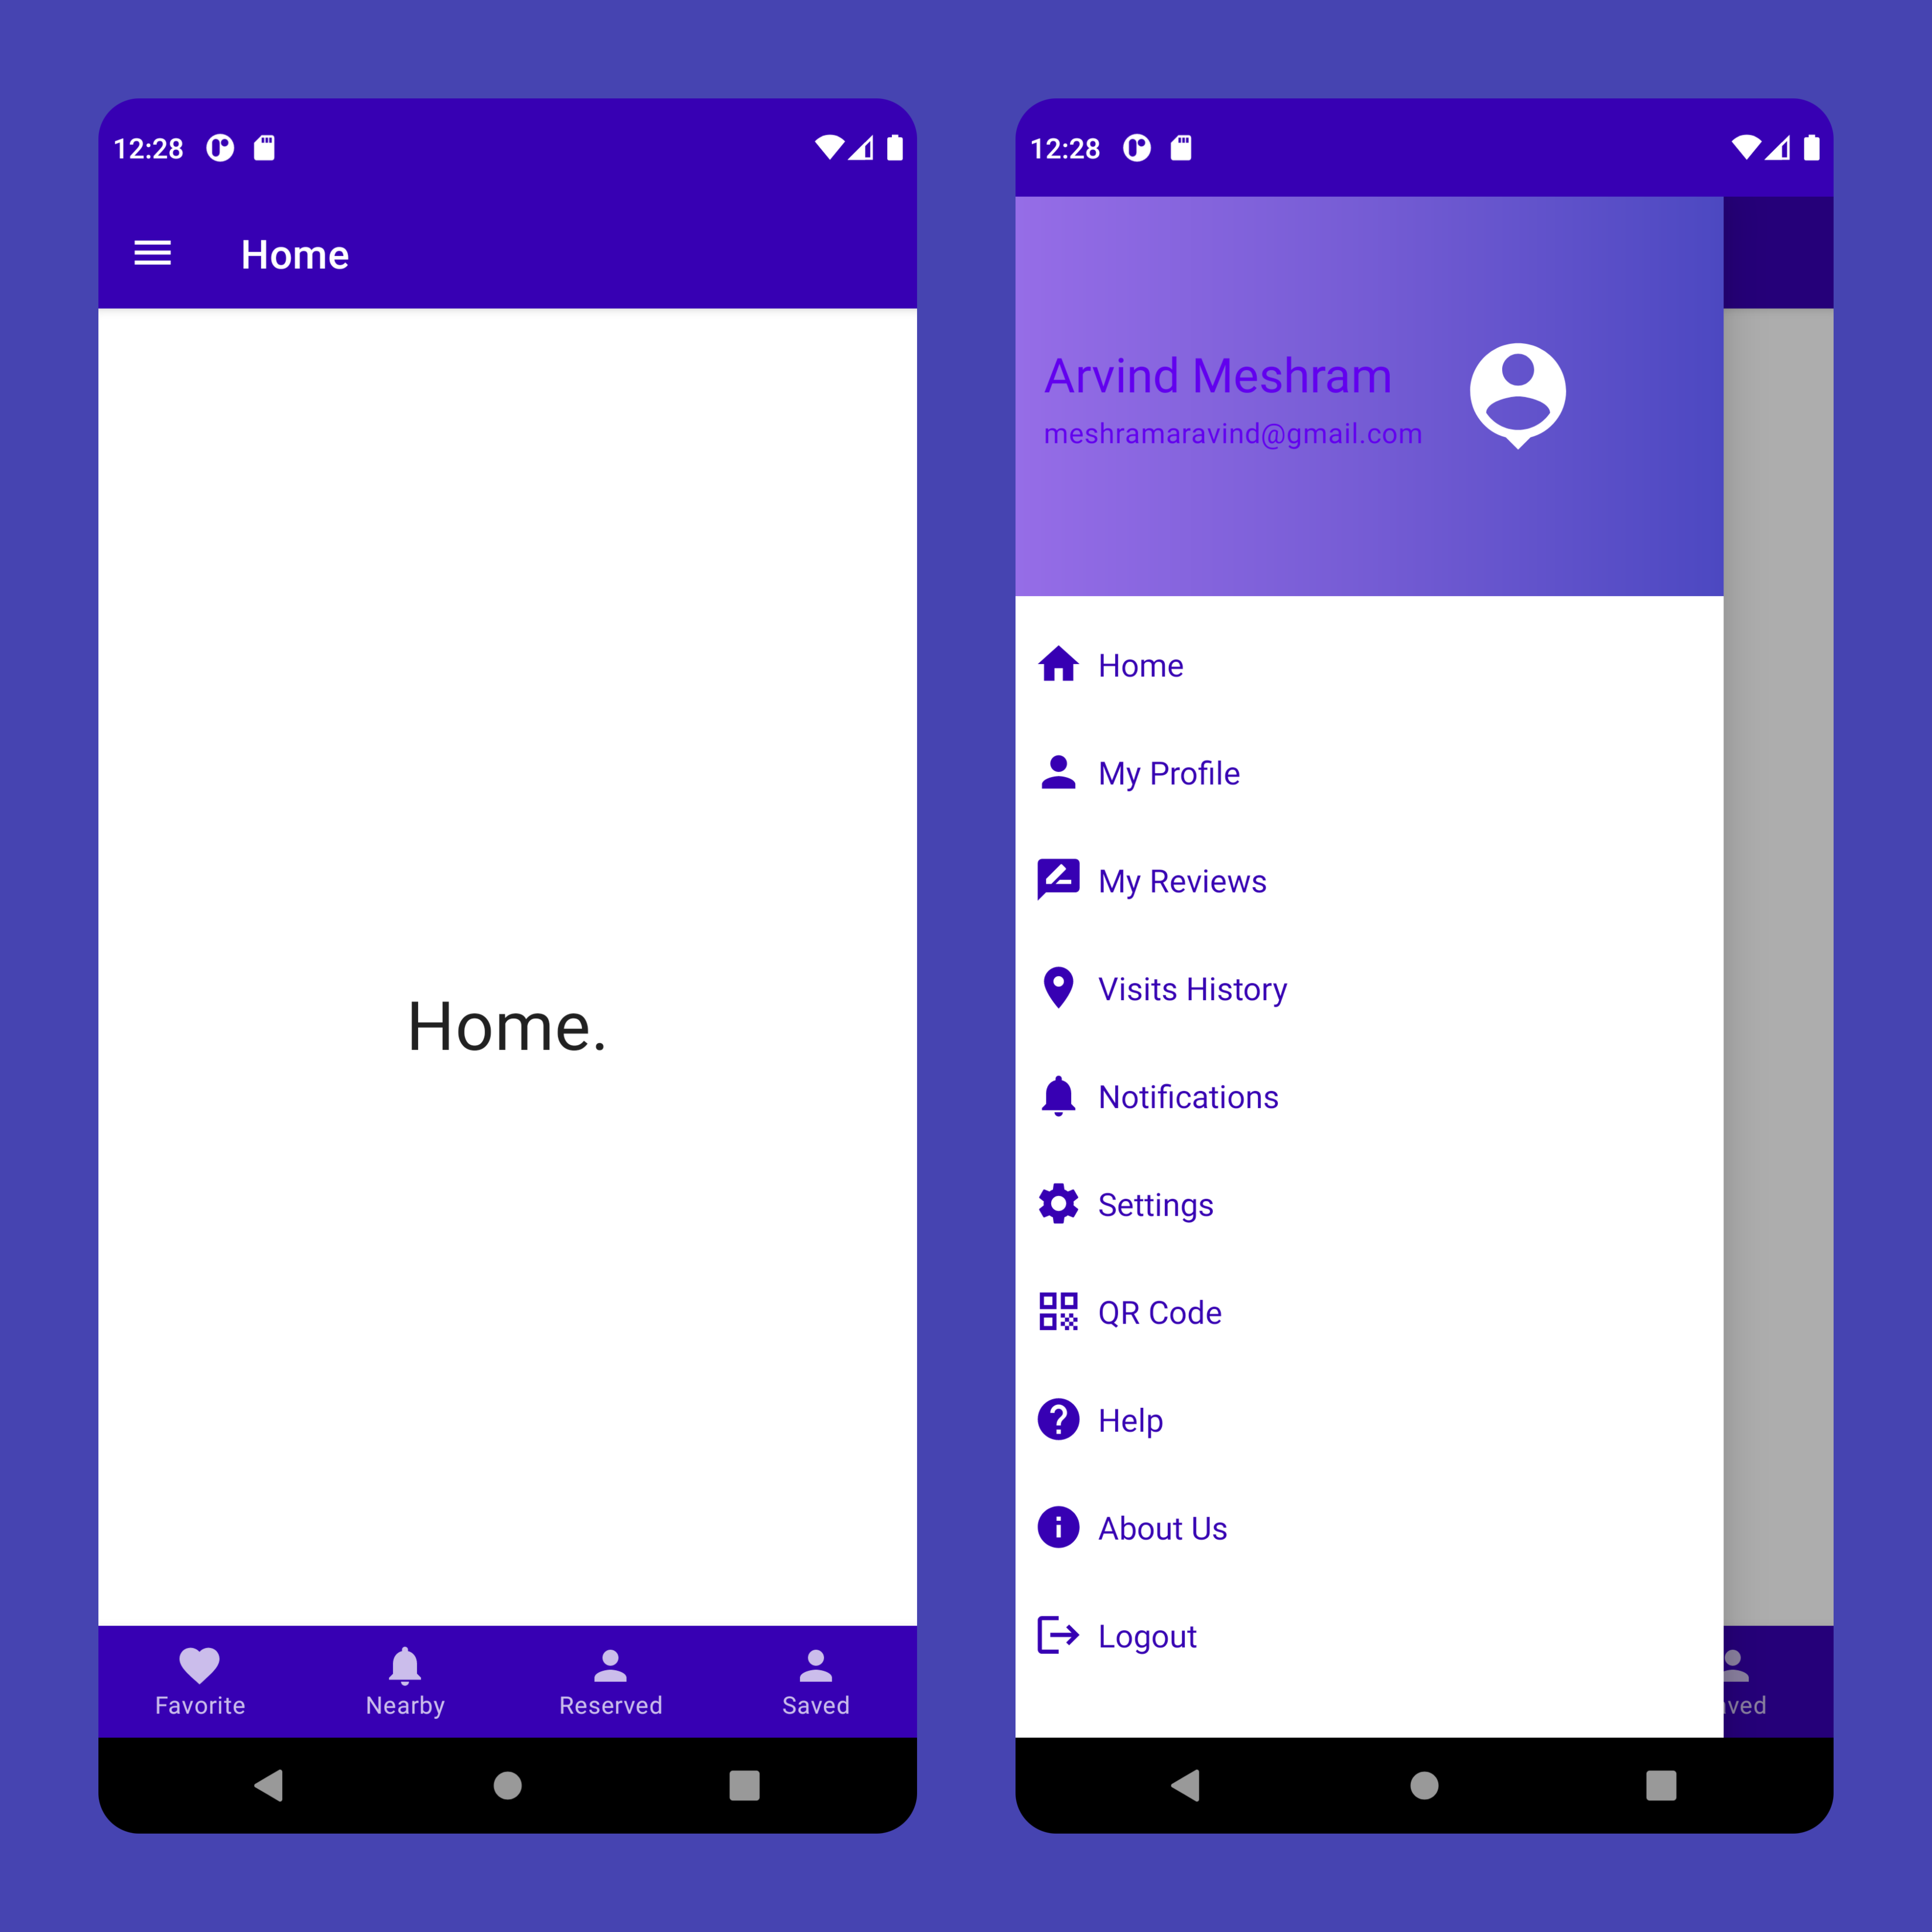 12:28
Home
Home.
Favorite Nearby Reserved Saved
12:28
Arvind Meshram
meshramaravind@gmail.com
Home
My Profile
My Reviews
Visits History
Notifications
Settings
QR Code
Help
About Us
Logout
ved